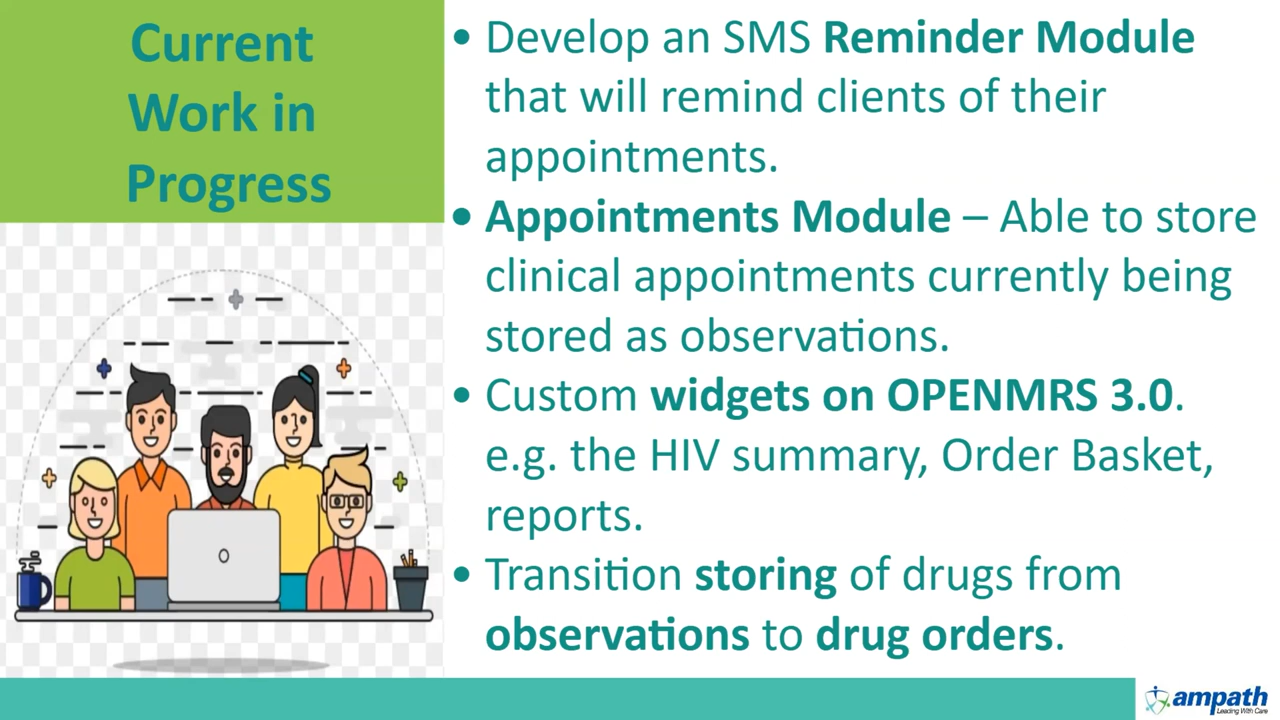 Current
Work in
Progress
• Develop an SMS Reminder Module
that will remind clients of their
appointments.
• Appointments Module – Able to store
clinical appointments currently being
stored as observations.
• Custom widgets on OPENMRS 3.0.
e.g. the HIV summary, Order Basket,
reports.
• Transition storing of drugs from
observations to drug orders.
ampath
Leading With Care